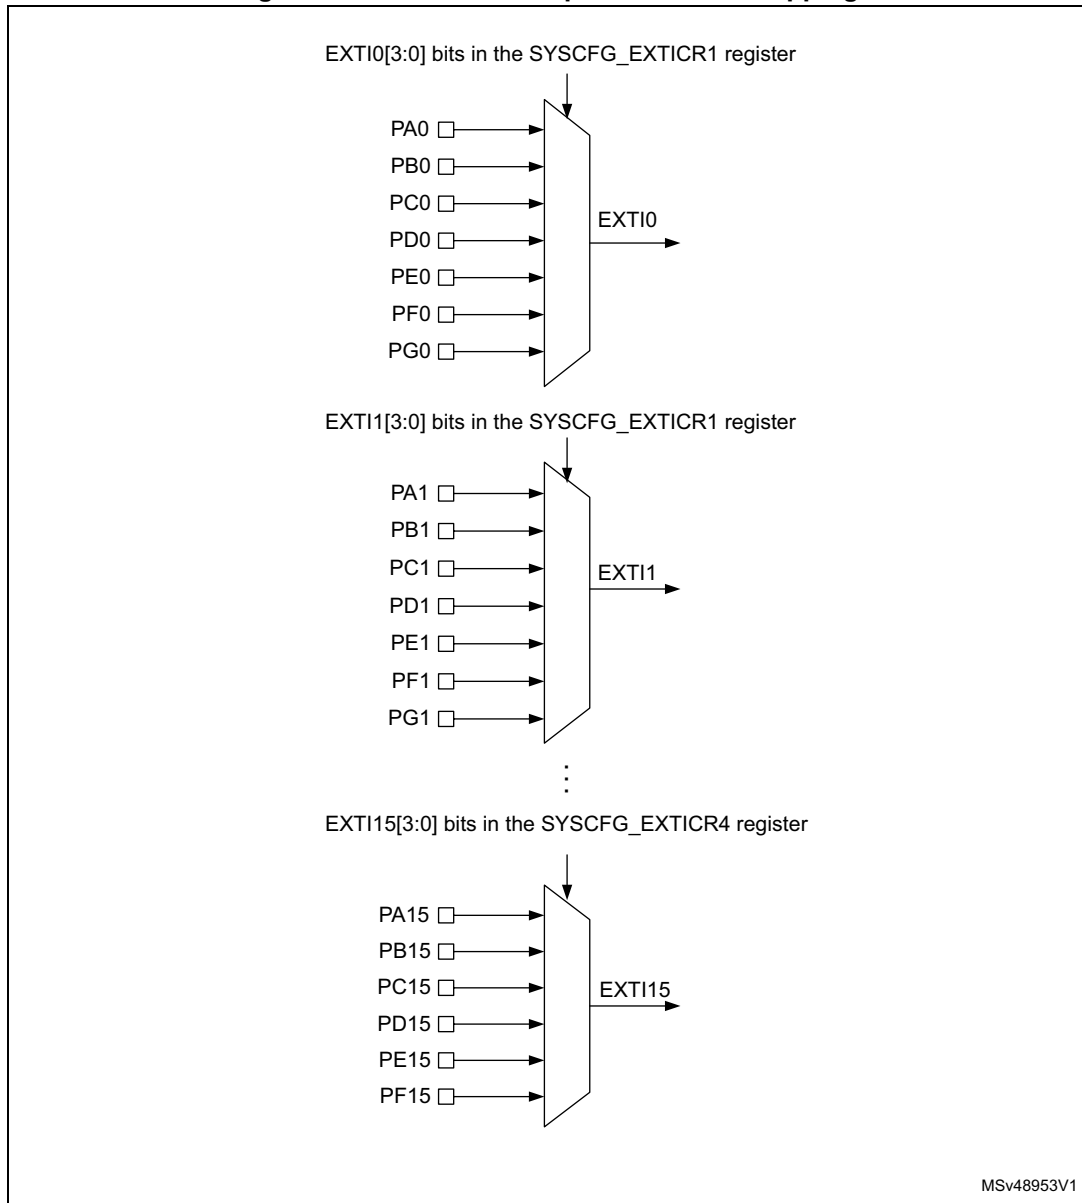 EXTI0[3:0] bits in the SYSCFG_EXTICR1 register
PA0
PB0
PC0
PD0
PE0
PF0
PG0
EXTI0
EXTI1[3:0] bits in the SYSCFG_EXTICR1 register
PA1
PB1
PC1
PD1
PE1
PF1
PG1
EXTI1
EXTI15[3:0] bits in the SYSCFG_EXTICR4 register
PA15
PB15
PC15
PD15
PE15
PF15
EXTI15
MSv48953V1